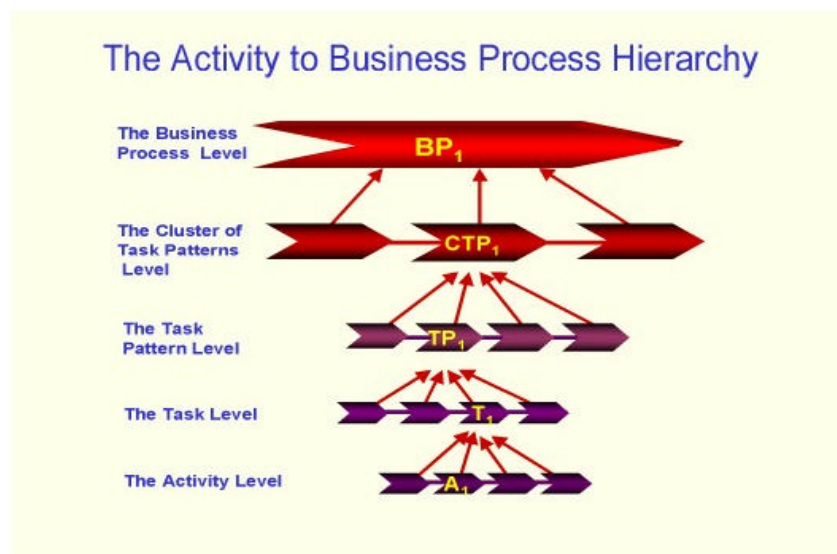 The Activity to Business Process Hierarchy
The Business
Process Level
BP₁
The Cluster of
Task Patterns
Level
CTP₁
The Task
Pattern Level
TP₁
The Task Level
T₁
The Activity Level
A₁